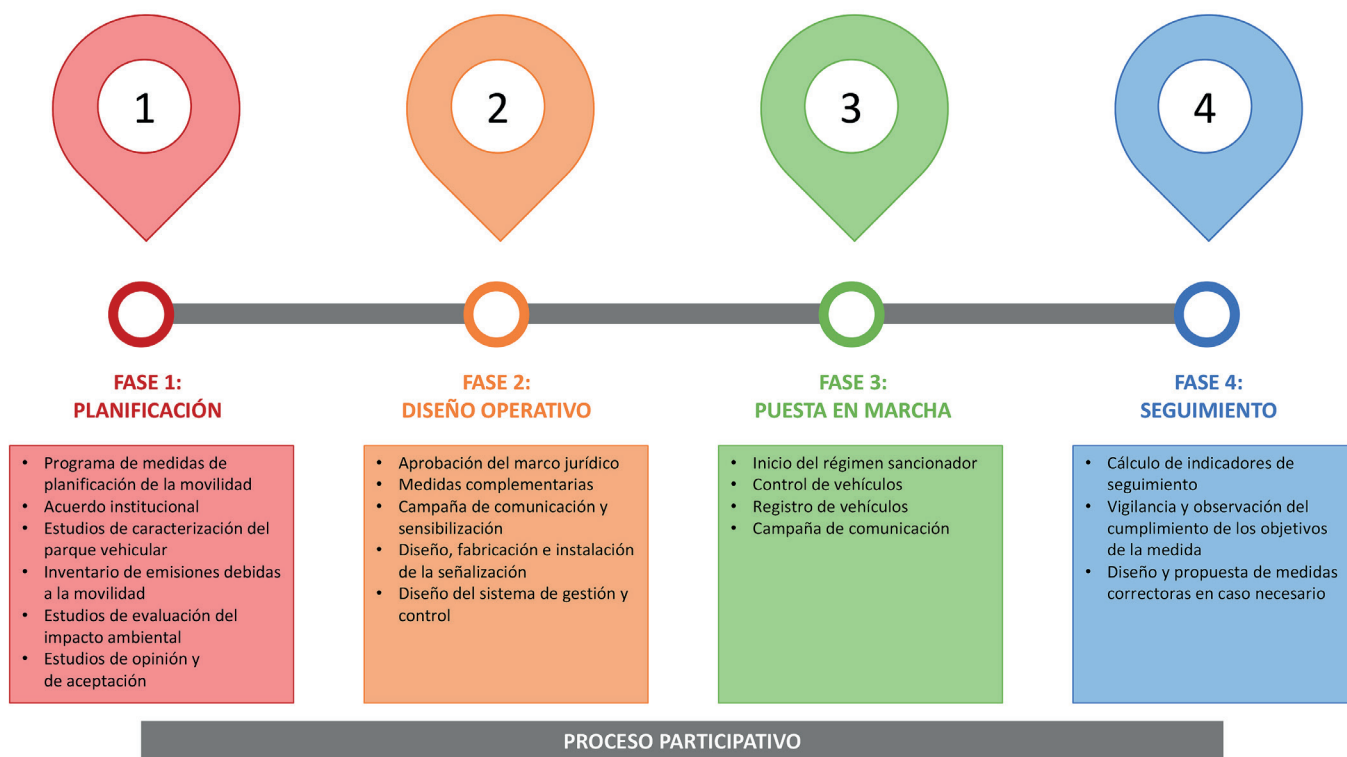 1
2
3
4
FASE 1:
PLANIFICACIÓN
• Programa de medidas de
planificación de la movilidad
• Acuerdo institucional
• Estudios de caracterización del
parque vehicular
• Inventario de emisiones debidas
a la movilidad
• Estudios de evaluación del
impacto ambiental
• Estudios de opinión y
de aceptación
FASE 2:
DISEÑO OPERATIVO
• Aprobación del marco jurídico
• Medidas complementarias
• Campaña de comunicación y
sensibilización
• Diseño, fabricación e instalación
de la señalización
• Diseño del sistema de gestión y
control
FASE 3:
PUESTA EN MARCHA
• Inicio del régimen sancionador
• Control de vehículos
• Registro de vehículos
• Campaña de comunicación
FASE 4:
SEGUIMIENTO
• Cálculo de indicadores de
seguimiento
• Vigilancia y observación del
cumplimiento de los objetivos
de la medida
• Diseño y propuesta de medidas
correctoras en caso necesario
PROCESO PARTICIPATIVO